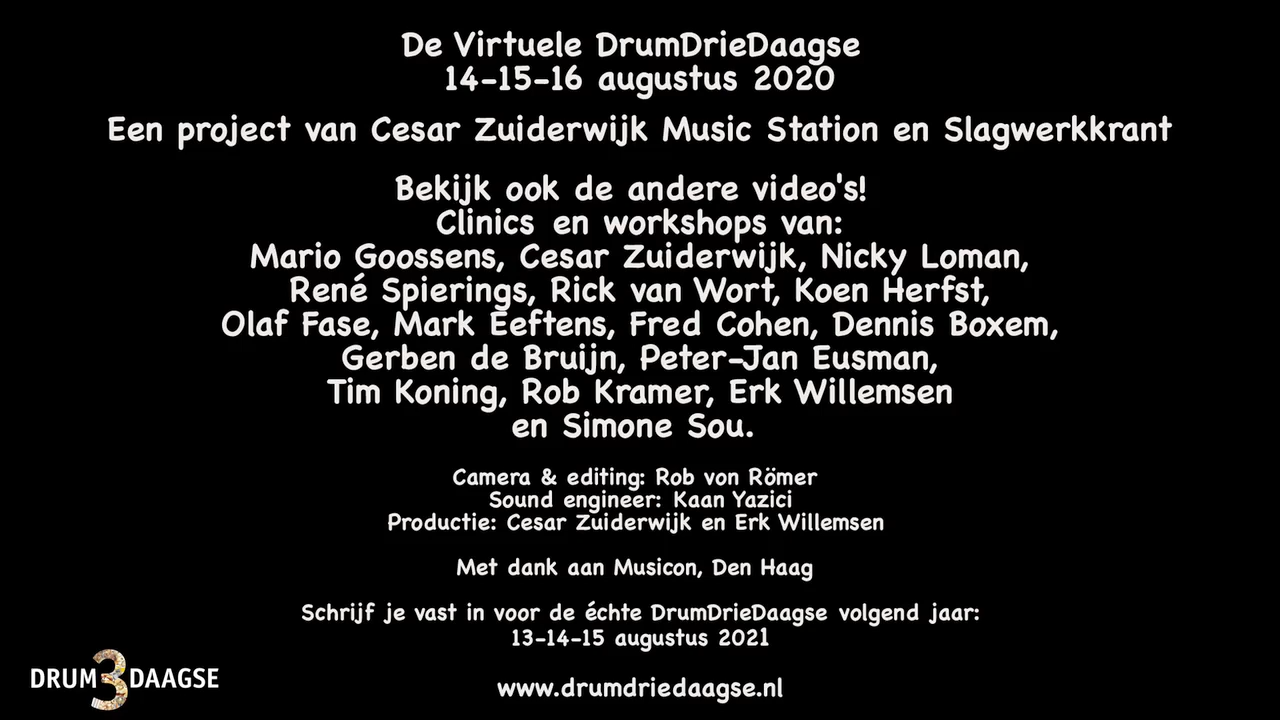 De Virtuele DrumDrieDaagse
14-15-16 augustus 2020
Een project van Cesar Zuiderwijk Music Station en Slagwerkkrant
Bekijk ook de andere video's!
Clinics en workshops van:
Mario Goossens, Cesar Zuiderwijk, Nicky Loman,
René Spierings, Rick van Wort, Koen Herfst,
Olaf Fase, Mark Eeftens, Fred Cohen, Dennis Boxem,
Gerben de Bruijn, Peter-Jan Eusman,
Tim Koning, Rob Kramer, Erk Willemsen
en Simone Sou.
Camera & editing: Rob von Römer
Sound engineer: Kaan Yazici
Productie: Cesar Zuiderwijk en Erk Willemsen
Met dank aan Musicon, Den Haag
Schrijf je vast in voor de échte DrumDrieDaagse volgend jaar:
13-14-15 augustus 2021
DRUM3DAAGSE
www.drumdriedaagse.nl